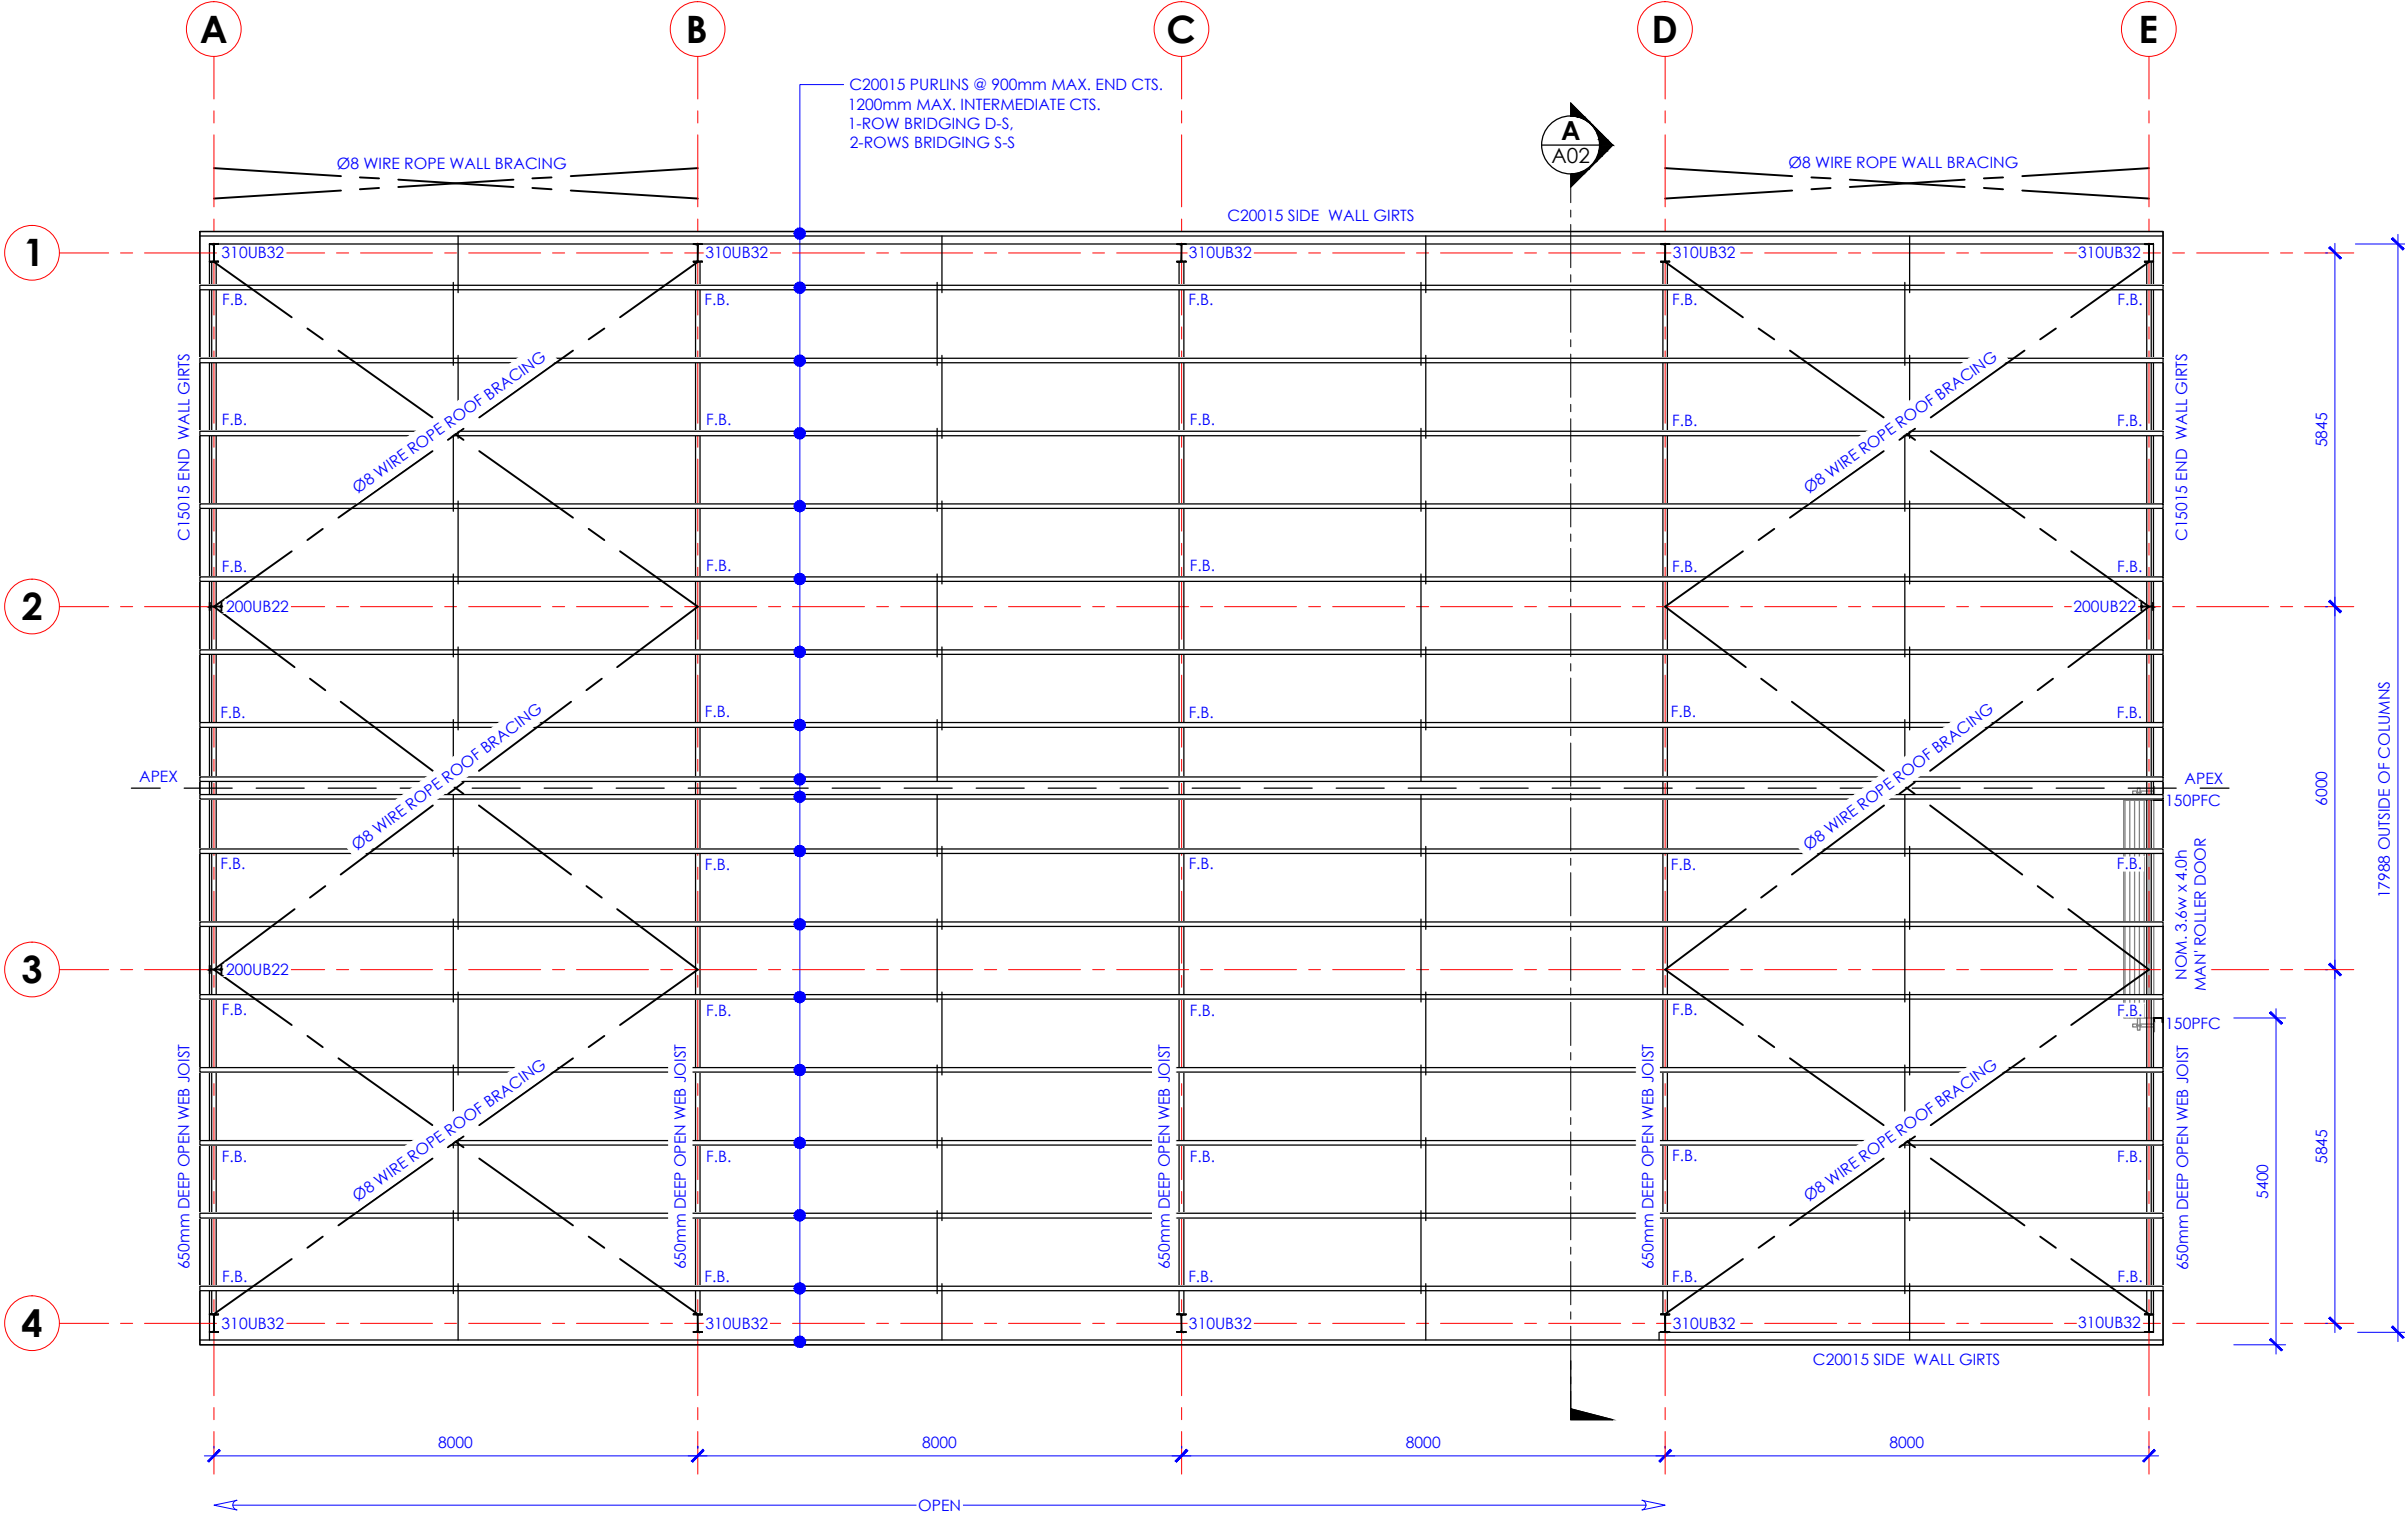 A
B
C
D
E
C20015 PURLINS @ 900mm MAX. END CTS.
1200mm MAX. INTERMEDIATE CTS.
1-ROW BRIDGING D-S,
2-ROWS BRIDGING S-S
A
A02
Ø8 WIRE ROPE WALL BRACING
Ø8 WIRE ROPE WALL BRACING
C20015 SIDE WALL GIRTS
1
310UB32
310UB32
310UB32
310UB32
310UB32
F.B.
F.B.
F.B.
F.B.
F.B.
C15015 END WALL GIRTS
Ø8 WIRE ROPE ROOF BRACING
Ø8 WIRE ROPE ROOF BRACING
C15015 END WALL GIRTS
F.B.
F.B.
F.B.
F.B.
F.B.
5845
F.B.
F.B.
F.B.
F.B.
F.B.
2
200UB22
200UB22
F.B.
F.B.
F.B.
F.B.
F.B.
Ø8 WIRE ROPE ROOF BRACING
Ø8 WIRE ROPE ROOF BRACING
APEX
APEX
6000
17988 OUTSIDE OF COLUMNS
150PFC
F.B.
F.B.
F.B.
F.B.
F.B.
NOM. 3.6w x 4.0h
MAN' ROLLER DOOR
3
200UB22
F.B.
F.B.
F.B.
F.B.
F.B.
150PFC
650mm DEEP OPEN WEB JOIST
650mm DEEP OPEN WEB JOIST
650mm DEEP OPEN WEB JOIST
650mm DEEP OPEN WEB JOIST
650mm DEEP OPEN WEB JOIST
Ø8 WIRE ROPE ROOF BRACING
Ø8 WIRE ROPE ROOF BRACING
F.B.
F.B.
F.B.
F.B.
F.B.
5400
5845
F.B.
F.B.
F.B.
F.B.
F.B.
4
310UB32
310UB32
310UB32
310UB32
310UB32
C20015 SIDE WALL GIRTS
8000
8000
8000
8000
OPEN